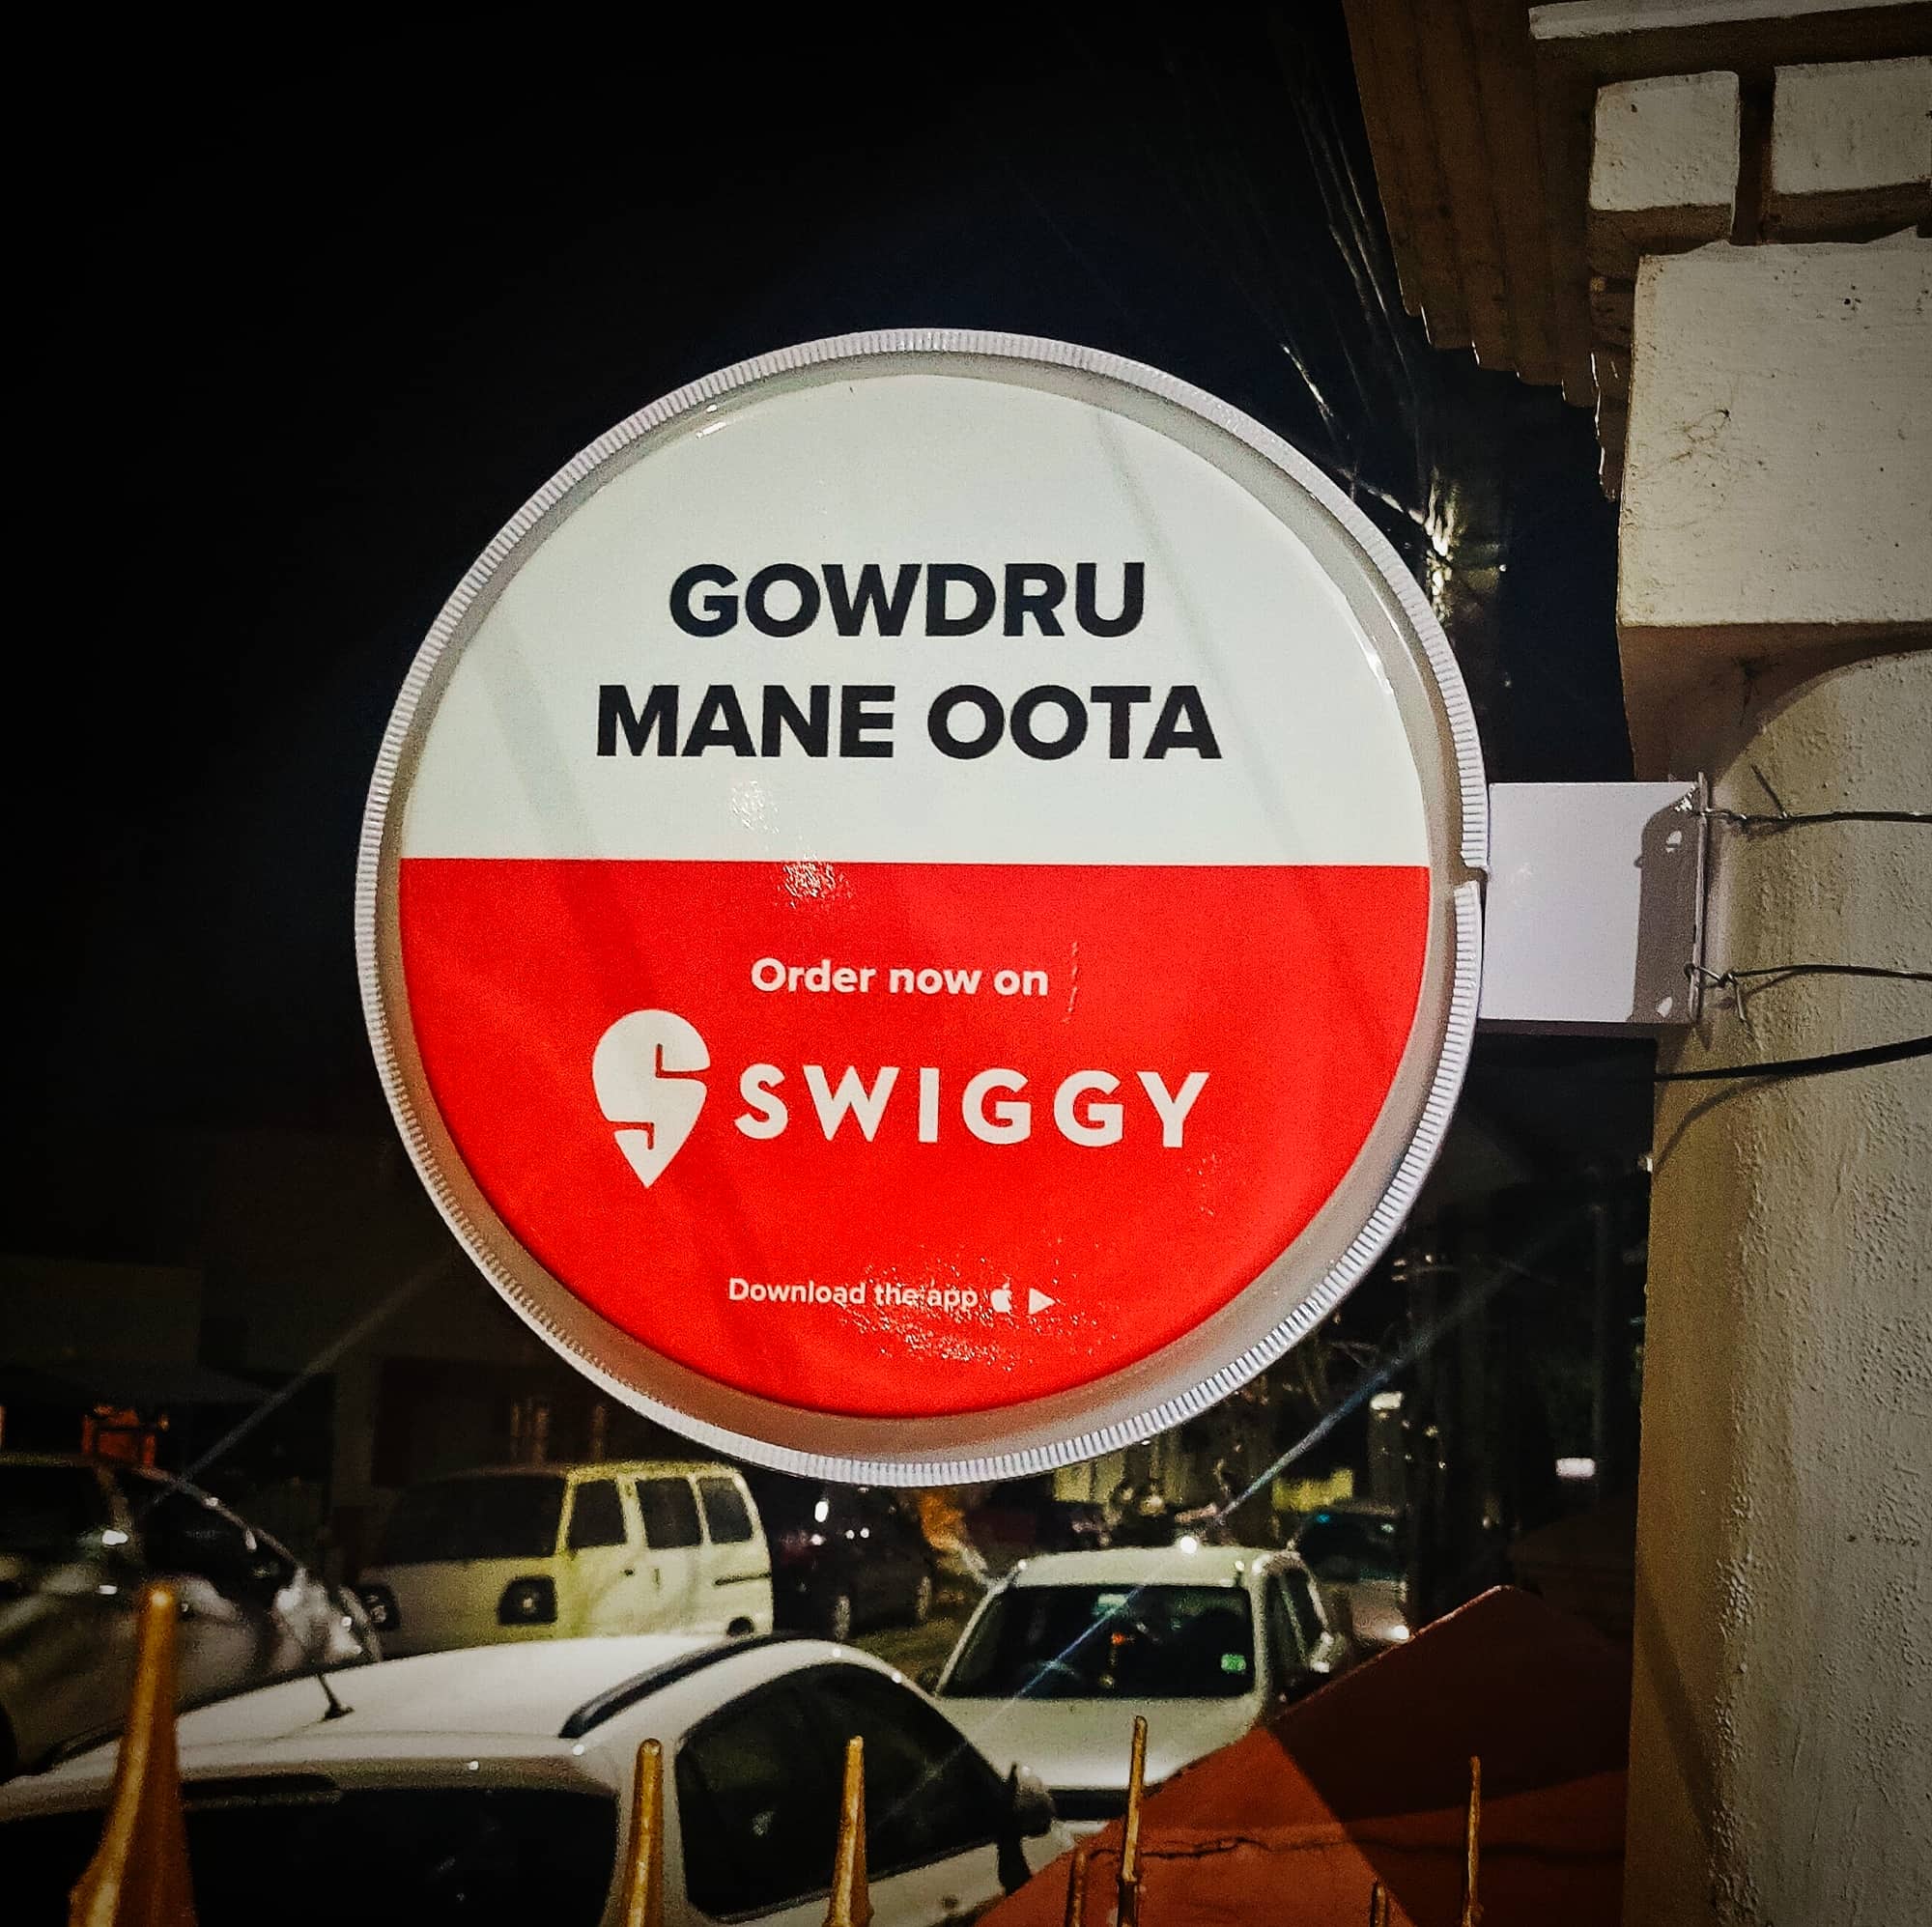 GOWDRU
MANE OOTA
Order now on
SWIGGY
Download the app